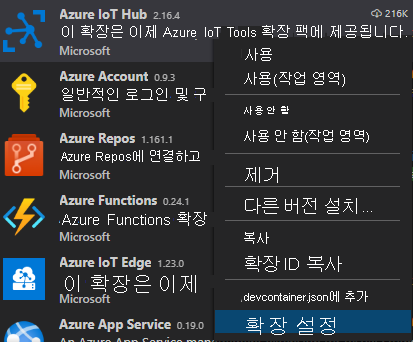 Azure IoT Hub 2.16.4 216K
이 확장은 이제 Azure IoT Tools 확장 팩에 제공됩니다.
Microsoft
사용
Azure Account 0.9.3
사용(작업 영역)
일반적인 로그인 및 구
Microsoft
사용 안 함
Azure Repos 1.161.1
사용 안 함(작업 영역)
Azure Repos에 연결하고
Microsoft
제거
Azure Functions 0.24.1
다른 버전 설치...
Azure Functions 확장
Microsoft
복사
Azure IoT Edge 1.23.0
확장 ID 복사
이 확장은 이제
Microsoft
.devcontainer.json에 추가
Azure App Service 0.19.0
확장 설정